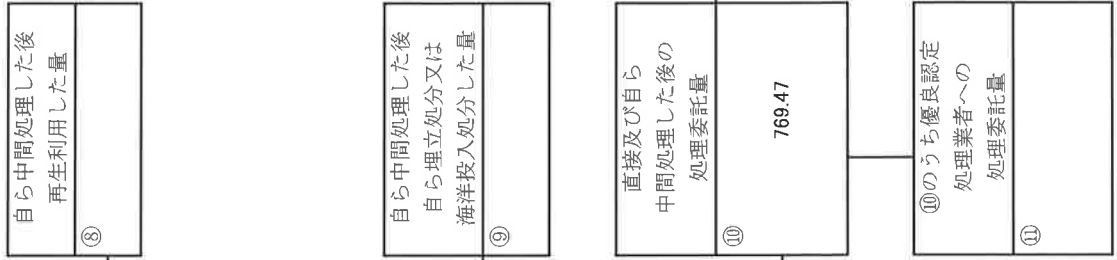 自ら中間処理した後
再生利用した量
⑧
自ら中間処理した後
自ら埋立処分又は
海洋投入処分した量
⑨
直接及び自ら
中間処理した後の
処理委託量
⑩
769.47
⑩のうち優良認定
処理業者への
処理委託量
⑪